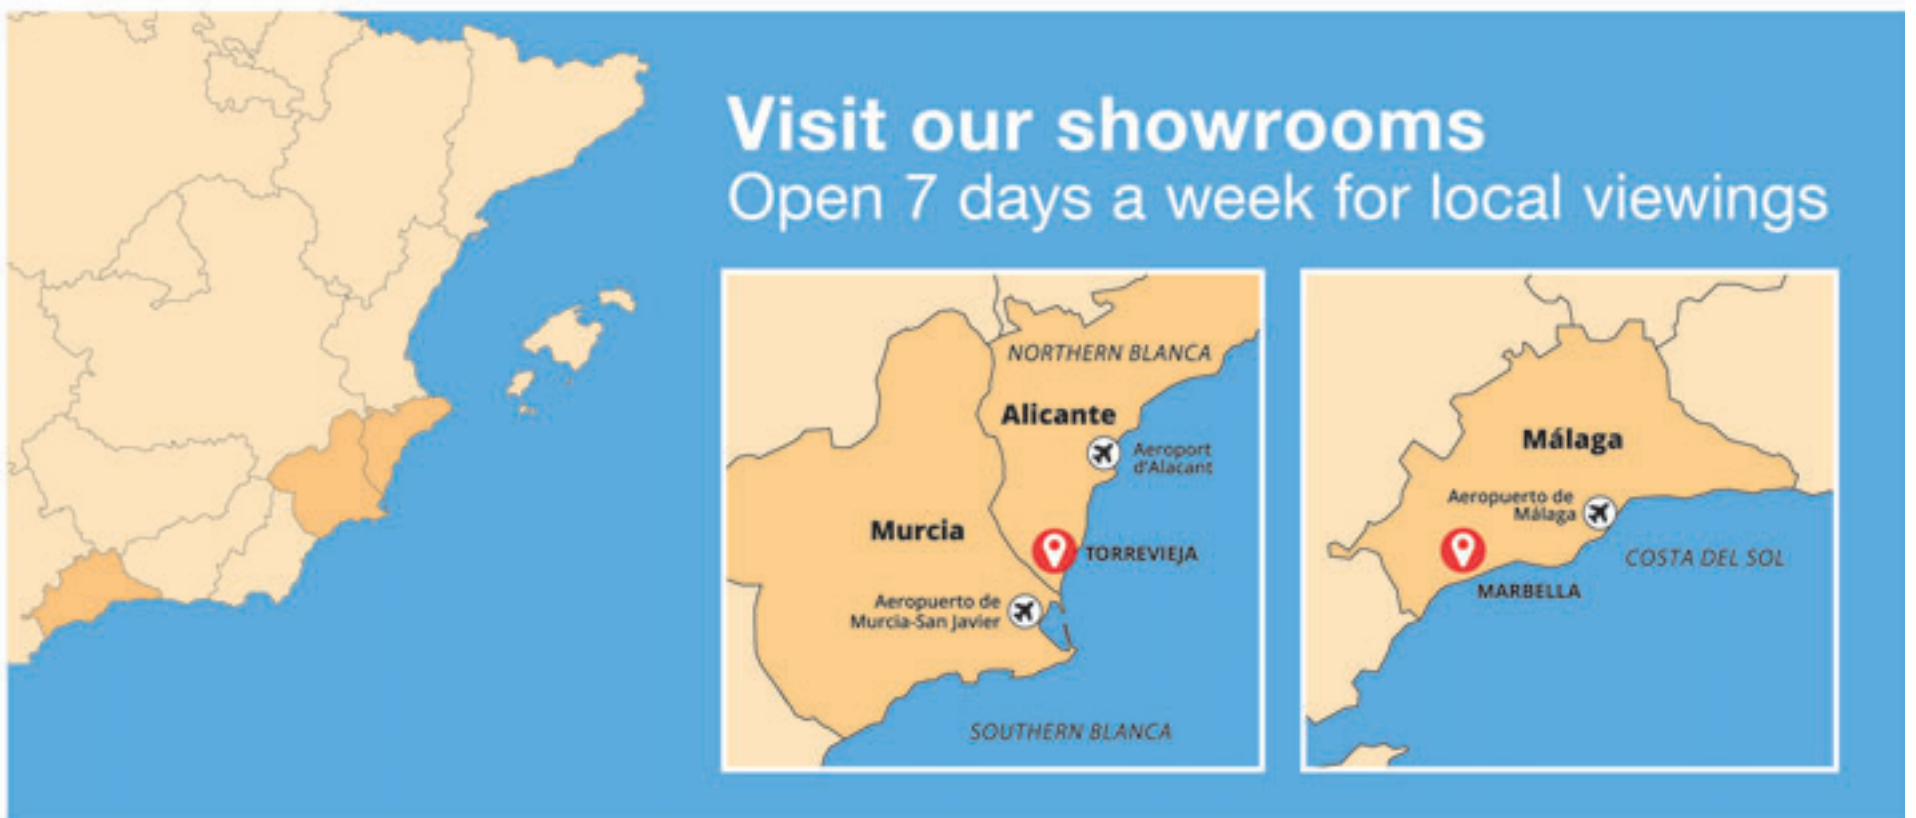 Visit our showrooms
Open 7 days a week for local viewings
NORTHERN BLANCA
Alicante
Aeroport
d'Alacant
Murcia
TORREVIEJA
Aeropuerto de
Murcia-San Javier
SOUTHERN BLANCA
Málaga
Aeropuerto de
Málaga
COSTA DEL SOL
MARBELLA